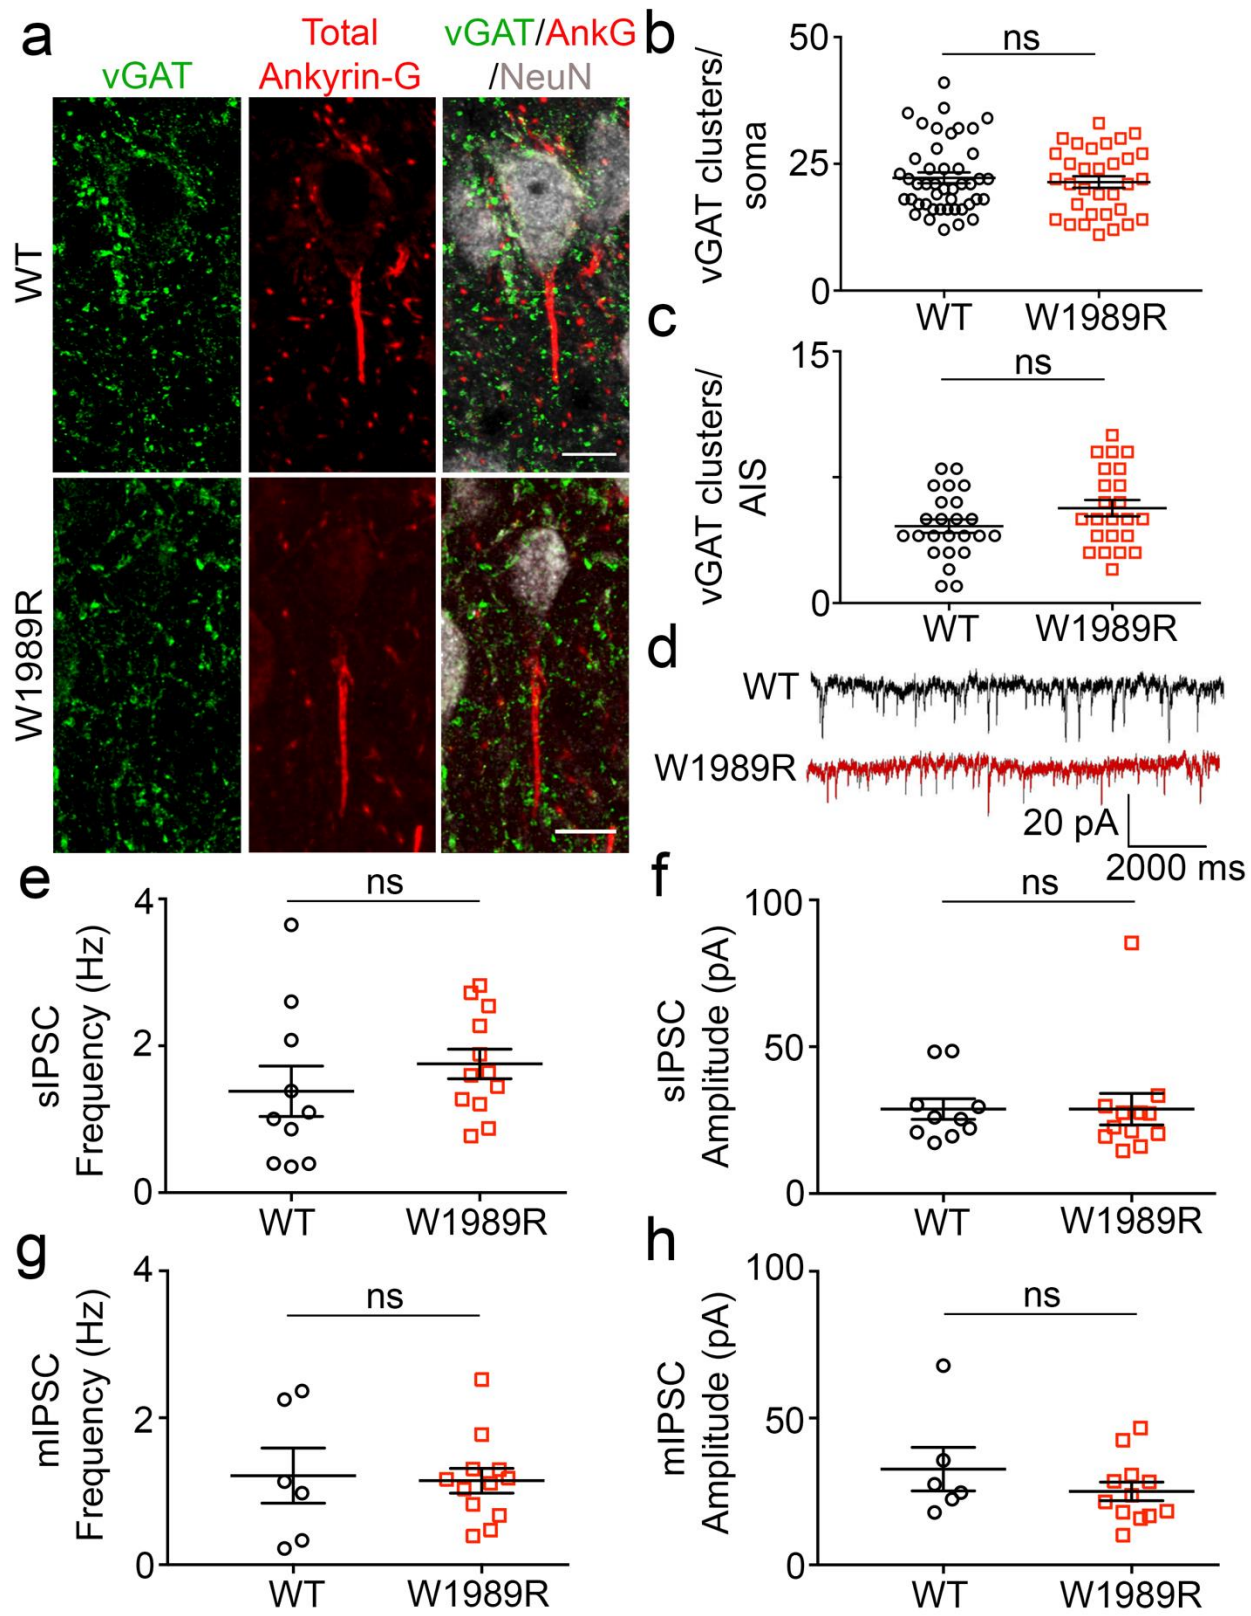 a
vGAT
Total
Ankyrin-G
vGAT/AnkG
/NeuN
WT
W1989R
b
vGAT clusters/
soma
50
25
0
ns
WT
W1989R
c
vGAT clusters/
AIS
15
0
ns
WT
W1989R
d
WT
W1989R
20 pA
2000 ms
e
sIPSC
Frequency (Hz)
4
2
0
ns
WT
W1989R
f
sIPSC
Amplitude (pA)
100
50
0
ns
WT
W1989R
g
mIPSC
Frequency (Hz)
4
2
0
ns
WT
W1989R
h
mIPSC
Amplitude (pA)
100
50
0
ns
WT
W1989R